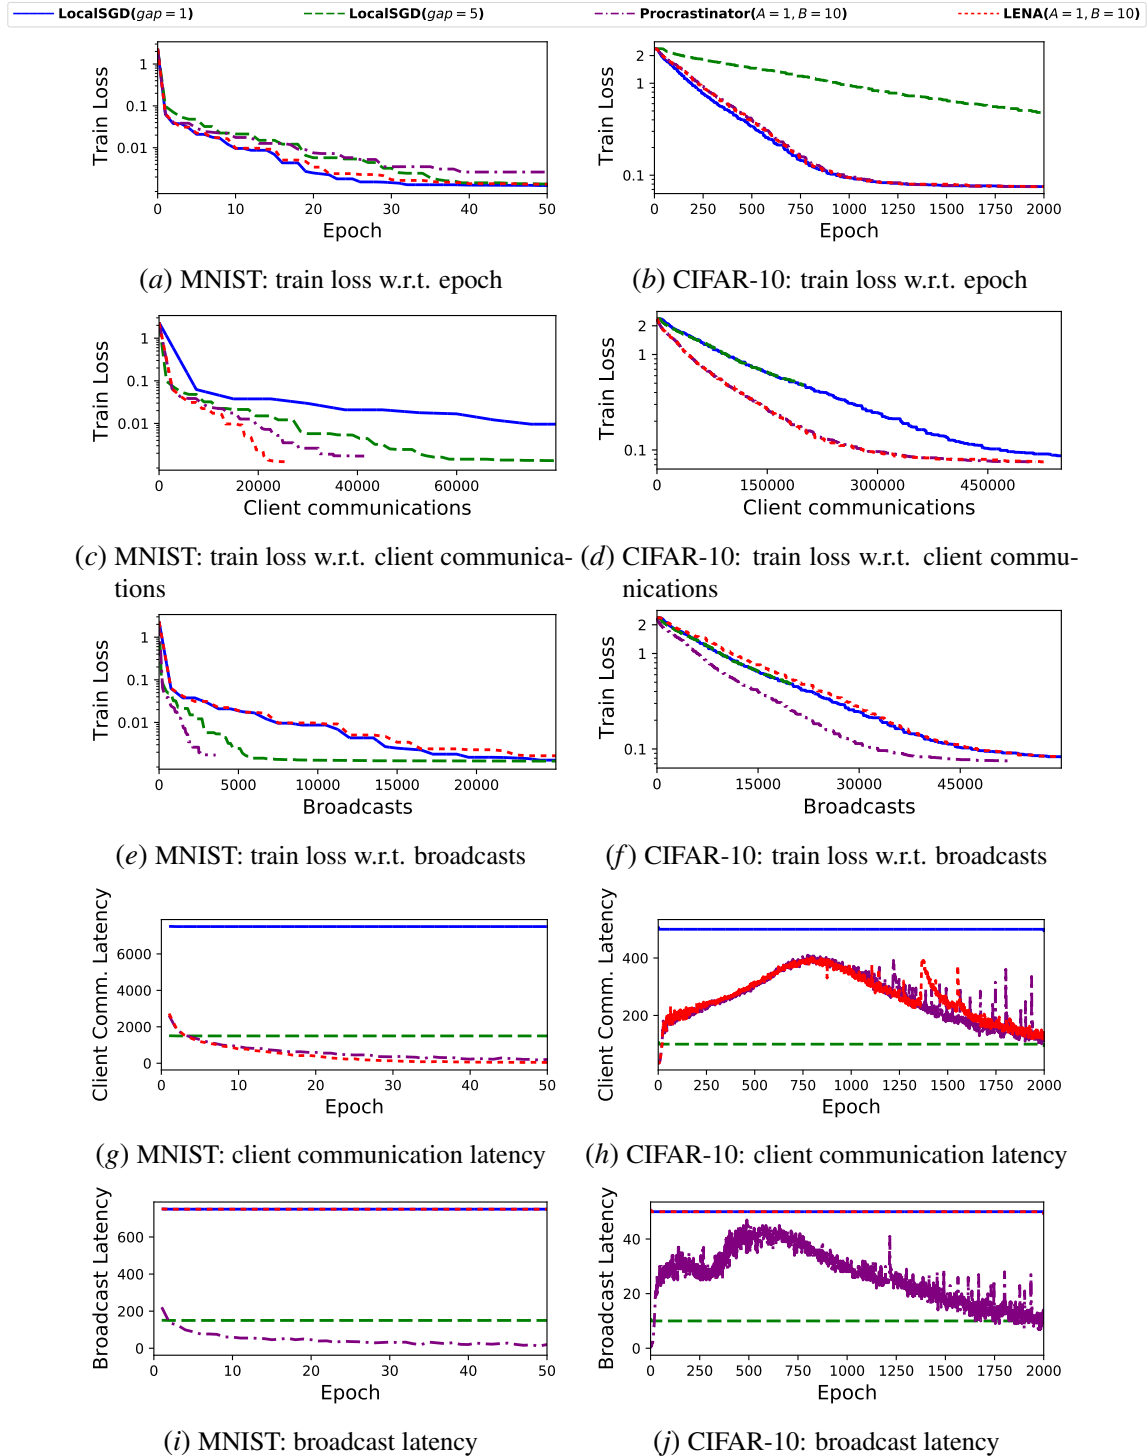 LocalSGD(gap = 1) LocalSGD(gap = 5) Procrastinator(A = 1, B = 10) LENA(A = 1, B = 10)
Train Loss
1
0.1
0.01
0 10 20 30 40 50
Epoch
(a) MNIST: train loss w.r.t. epoch
Train Loss
2
1
0.1
0 250 500 750 1000 1250 1500 1750 2000
Epoch
(b) CIFAR-10: train loss w.r.t. epoch
Train Loss
1
0.1
0.01
0 20000 40000 60000
Client communications
(c) MNIST: train loss w.r.t. client communica-
tions
Train Loss
2
1
0.1
0 150000 300000 450000
Client communications
(d) CIFAR-10: train loss w.r.t. client commu-
nications
Train Loss
1
0.1
0.01
0 5000 10000 15000 20000
Broadcasts
(e) MNIST: train loss w.r.t. broadcasts
Train Loss
2
1
0.1
0 15000 30000 45000
Broadcasts
(f) CIFAR-10: train loss w.r.t. broadcasts
Client Comm. Latency
6000
4000
2000
0
0 10 20 30 40 50
Epoch
(g) MNIST: client communication latency
Client Comm. Latency
400
200
0 250 500 750 1000 1250 1500 1750 2000
Epoch
(h) CIFAR-10: client communication latency
Broadcast Latency
600
400
200
0
0 10 20 30 40 50
Epoch
(i) MNIST: broadcast latency
Broadcast Latency
40
20
0
0 250 500 750 1000 1250 1500 1750 2000
Epoch
(j) CIFAR-10: broadcast latency